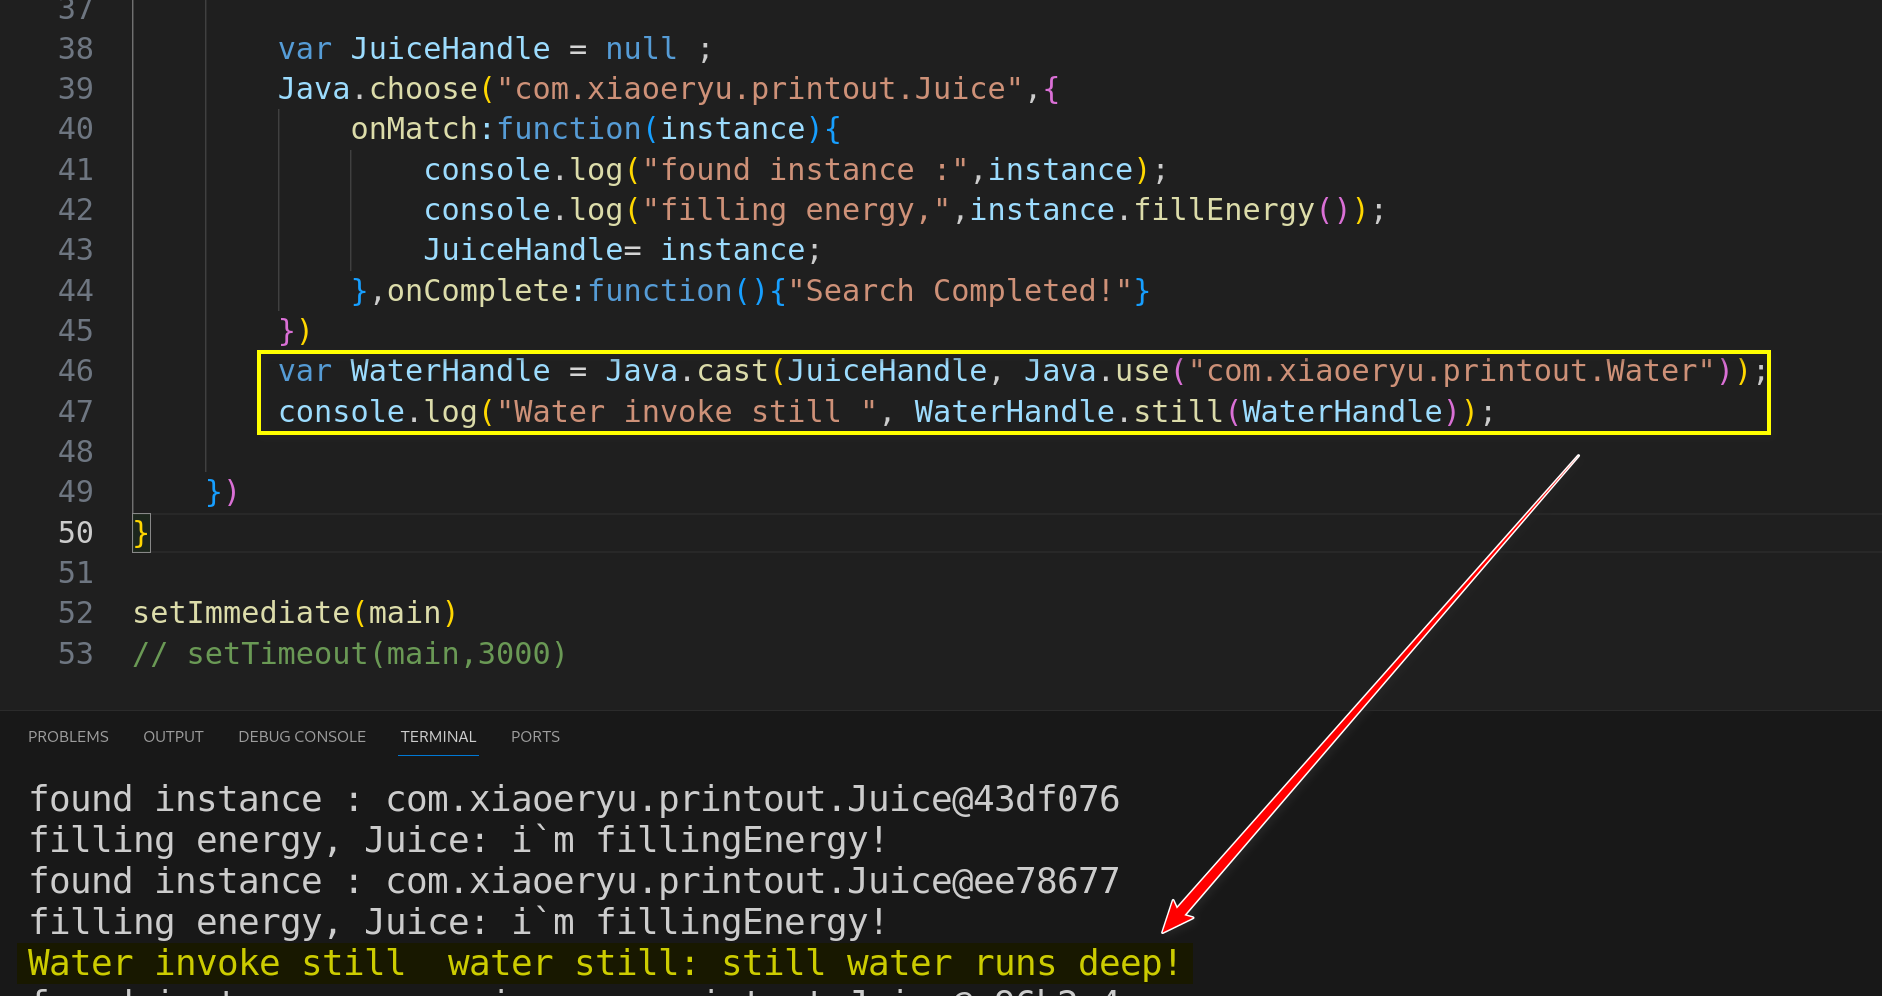 37
38 var JuiceHandle = null ;
39 Java.choose("com.xiaoeryu.printout.Juice",{
40 onMatch:function(instance){
41 console.log("found instance :",instance);
42 console.log("filling energy,",instance.fillEnergy());
43 JuiceHandle= instance;
44 },onComplete:function(){"Search Completed!"}
45 })
46 var WaterHandle = Java.cast(JuiceHandle, Java.use("com.xiaoeryu.printout.Water"));
47 console.log("Water invoke still ", WaterHandle.still(WaterHandle));
48
49 })
50 }
51
52 setImmediate(main)
53 // setTimeout(main,3000)
PROBLEMS OUTPUT DEBUG CONSOLE TERMINAL PORTS
found instance : com.xiaoeryu.printout.Juice@43df076
filling energy, Juice: i`m fillingEnergy!
found instance : com.xiaoeryu.printout.Juice@ee78677
filling energy, Juice: i`m fillingEnergy!
Water invoke still  water still: still water runs deep!